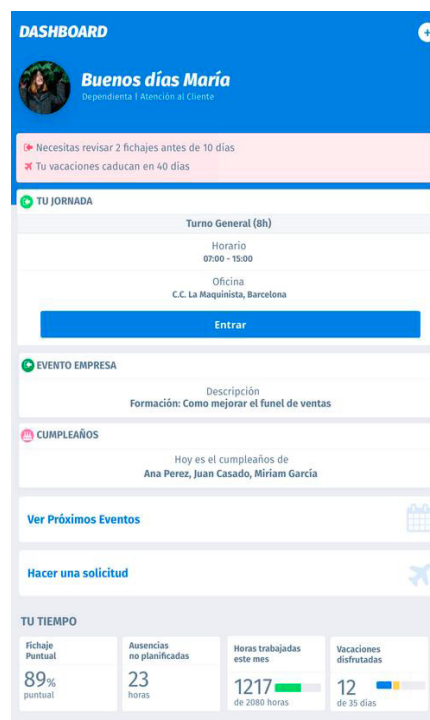 DASHBOARD
+
Buenos días María
Dependienta | Atención al Cliente
Necesitas revisar 2 fichajes antes de 10 días
Tu vacaciones caducan en 40 días
TU JORNADA
Turno General (8h)
Horario
07:00 - 15:00
Oficina
C.C. La Maquinista, Barcelona
Entrar
EVENTO EMPRESA
Descripción
Formación: Como mejorar el funel de ventas
CUMPLEAÑOS
Hoy es el cumpleaños de
Ana Perez, Juan Casado, Miriam García
Ver Próximos Eventos
Hacer una solicitud
TU TIEMPO
Fichaje
Puntual
89%
puntual
Ausencias
no planificadas
23
horas
Horas trabajadas
este mes
1217
de 2080 horas
Vacaciones
disfrutadas
12
de 35 días